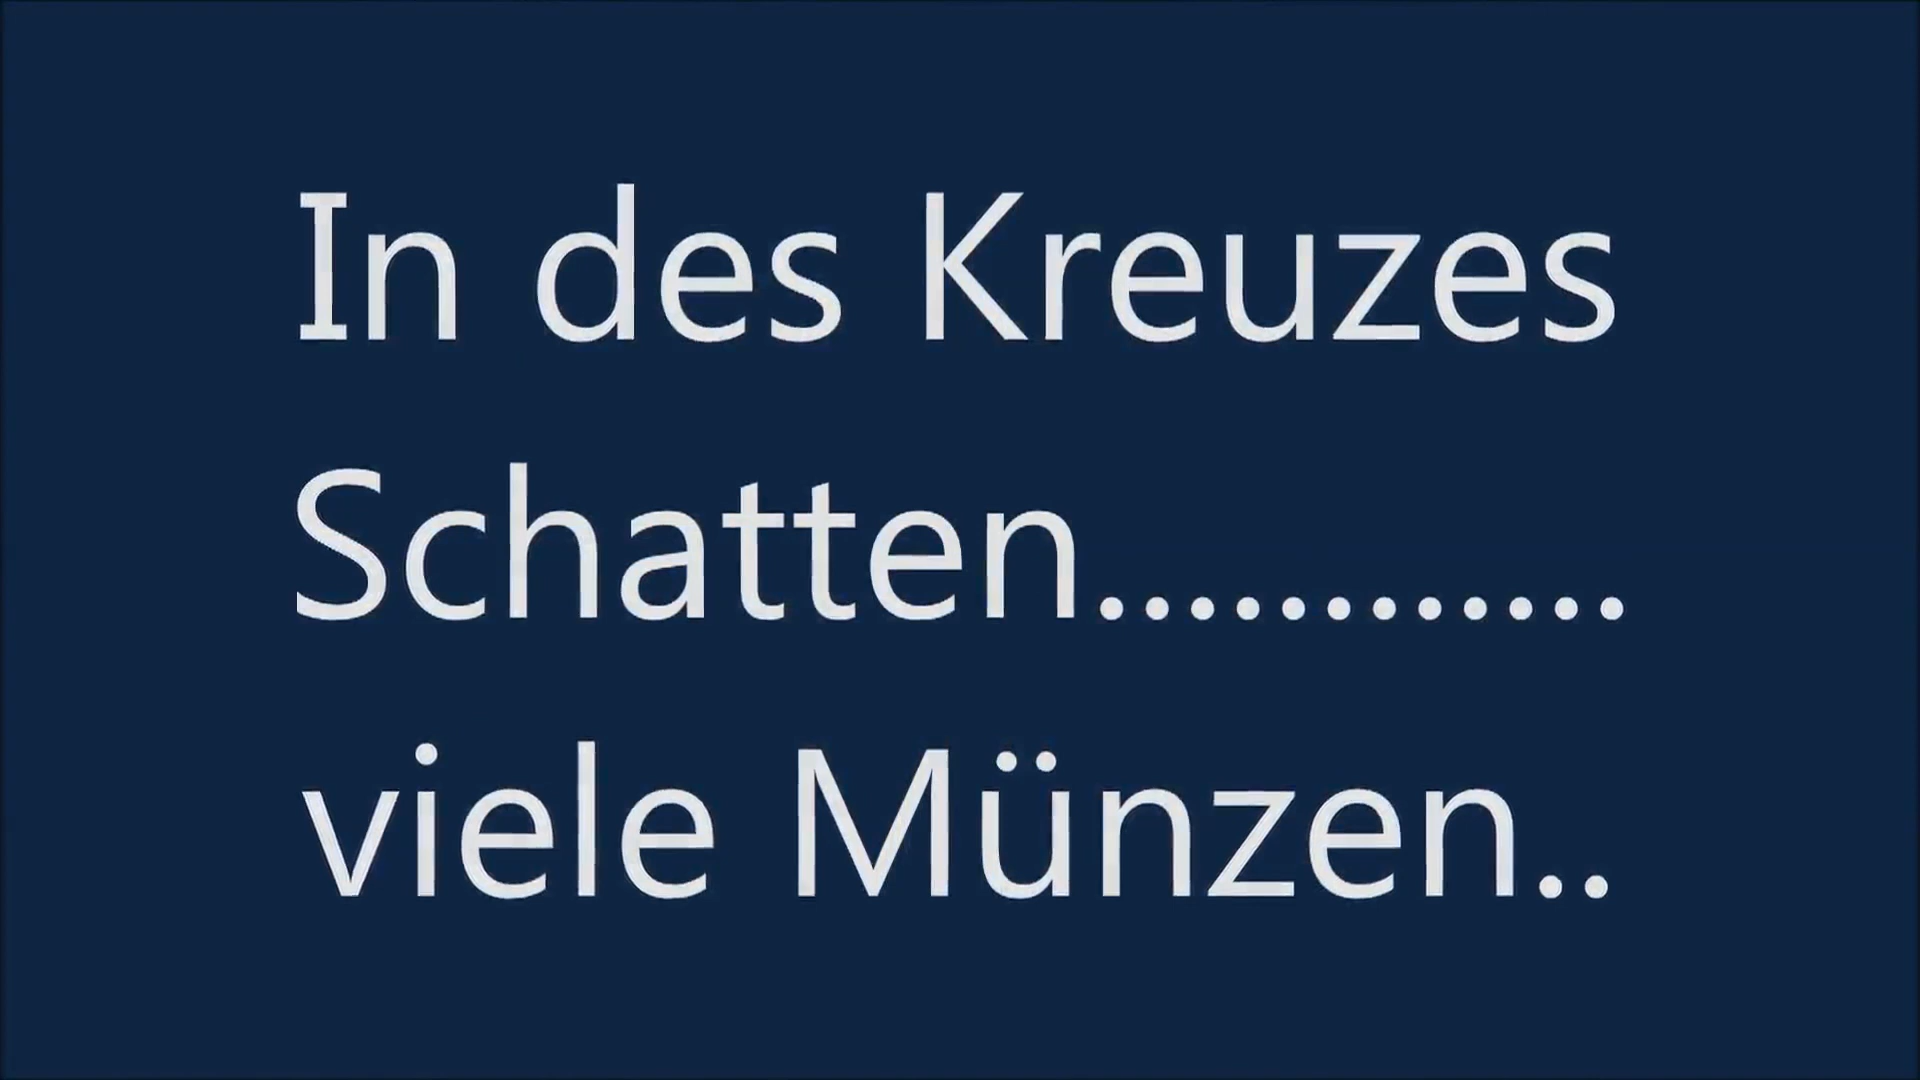 In des Kreuzes
Schatten............
viele Münzen..